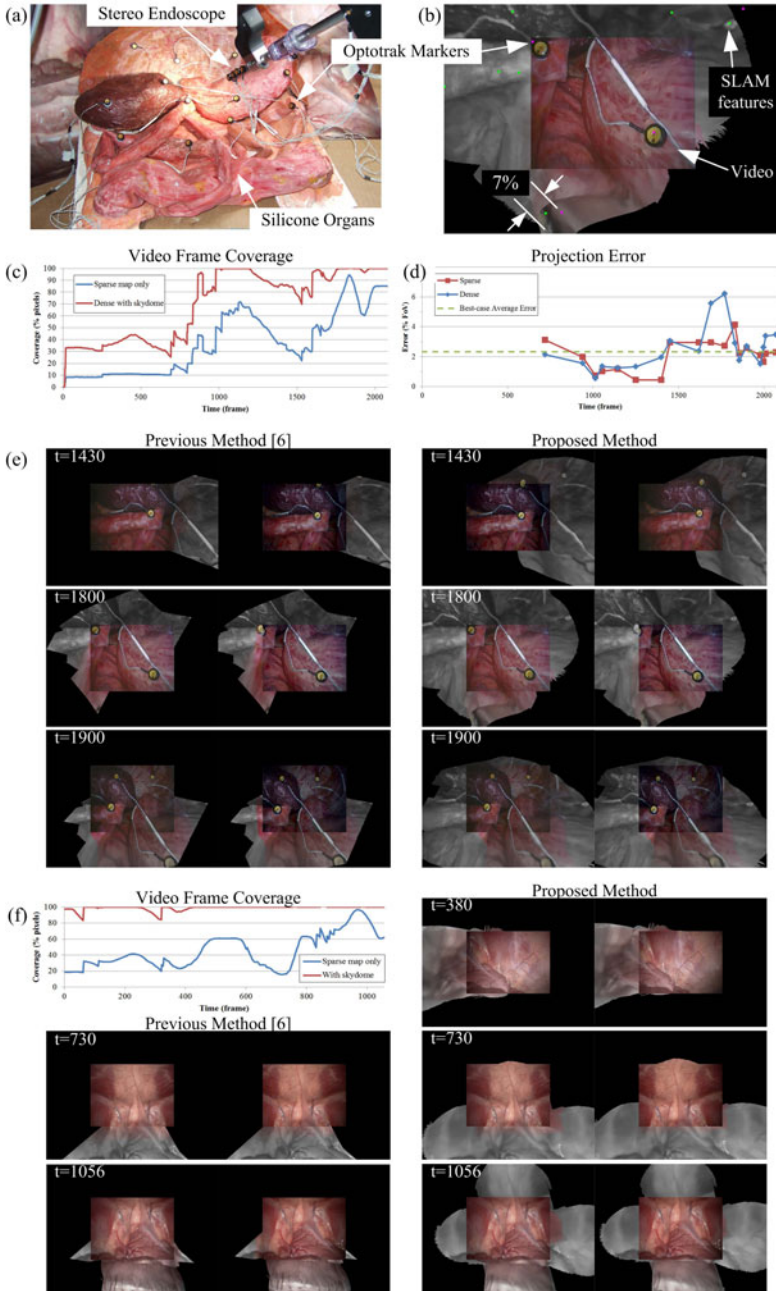 (a)
Stereo Endoscope
Optotrak Markers
Silicone Organs
(b)
SLAM
features
Video
7%
(c)
Video Frame Coverage
Coverage (% pixels)
100
90
80
70
60
50
40
30
20
10
0
Sparse map only
Dense with skydome
0 500 1000 1500 2000
Time (frame)
(d)
Projection Error
Error (% FoV)
6
4
2
0
Sparse
Dense
Best-case Average Error
0 500 1000 1500 2000
Time (frame)
(e)
Previous Method [6]
t=1430
t=1800
t=1900
Proposed Method
t=1430
t=1800
t=1900
(f)
Video Frame Coverage
Coverage (% pixels)
100
80
60
40
20
0
Sparse map only
With skydome
0 200 400 600 800 1000
Time (frame)
Previous Method [6]
t=730
t=1056
Proposed Method
t=380
t=730
t=1056